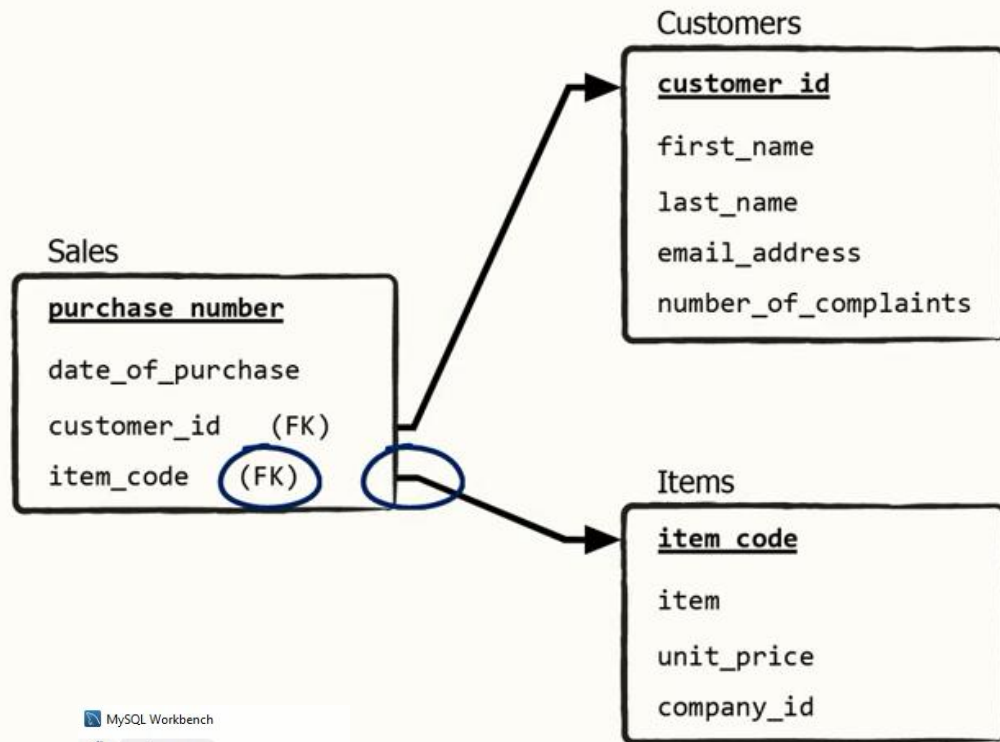 Customers
customer_id
first_name
last_name
email_address
number_of_complaints
Sales
purchase_number
date_of_purchase
customer_id (FK)
item_code (FK)
Items
item_code
item
unit_price
company_id
MySQL Workbench